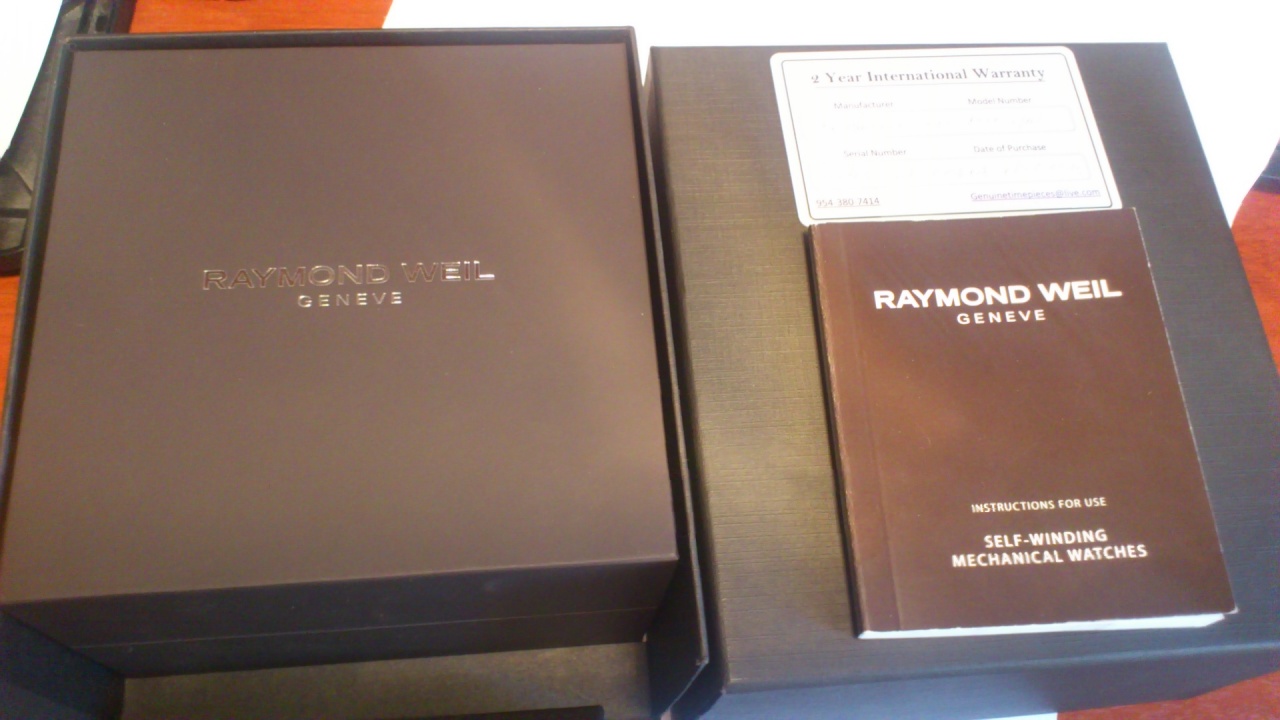 RAYMOND WEIL
GENEVE
2 Year International Warranty
Manufacturer Model Number
Serial Number Date of Purchase
954.380.7414 Genuinetimepieces@live.com
RAYMOND WEIL
GENEVE
INSTRUCTIONS FOR USE
SELF-WINDING
MECHANICAL WATCHES